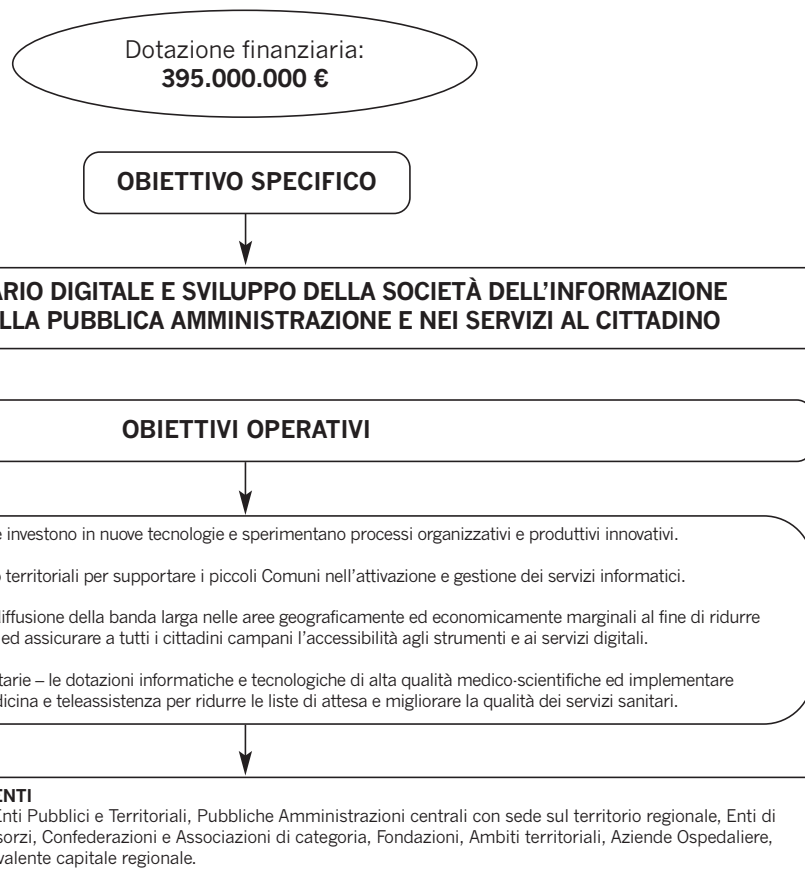 Dotazione finanziaria:
395.000.000 €
OBIETTIVO SPECIFICO
ARIO DIGITALE E SVILUPPO DELLA SOCIETÀ DELL'INFORMAZIONE
LLA PUBBLICA AMMINISTRAZIONE E NEI SERVIZI AL CITTADINO
OBIETTIVI OPERATIVI
e investono in nuove tecnologie e sperimentano processi organizzativi e produttivi innovativi.
o territoriali per supportare i piccoli Comuni nell'attivazione e gestione dei servizi informatici.
diffusione della banda larga nelle aree geograficamente ed economicamente marginali al fine di ridurre
ed assicurare a tutti i cittadini campani l'accessibilità agli strumenti e ai servizi digitali.
tarie – le dotazioni informatiche e tecnologiche di alta qualità medico-scientifiche ed implementare
dicina e teleassistenza per ridurre le liste di attesa e migliorare la qualità dei servizi sanitari.
ENTI
Enti Pubblici e Territoriali, Pubbliche Amministrazioni centrali con sede sul territorio regionale, Enti di
sorzi, Confederazioni e Associazioni di categoria, Fondazioni, Ambiti territoriali, Aziende Ospedaliere,
valente capitale regionale.